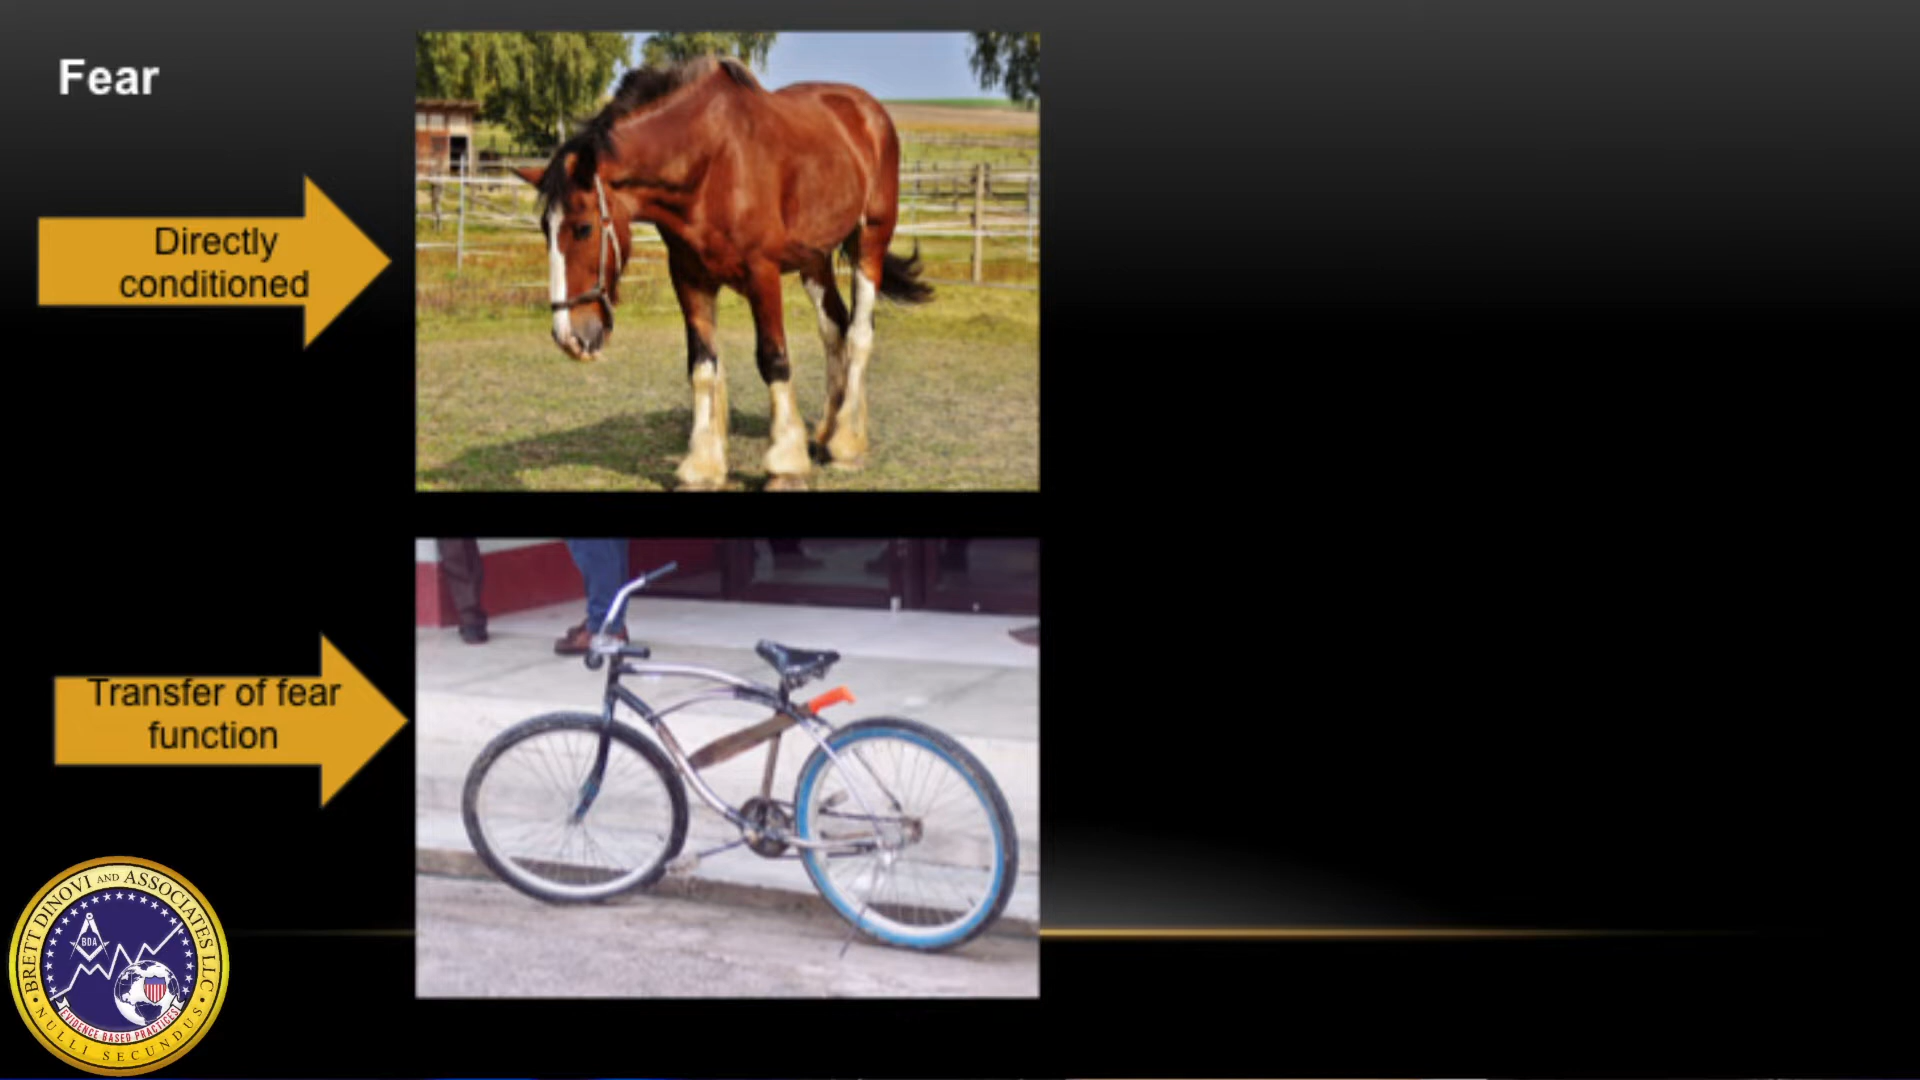 Fear
Directly
conditioned
Transfer of fear
function
BRETT DINOVI AND ASSOCIATES LLC
BDA
EVIDENCE BASED PRACTICES
NULLI SECUNDUS